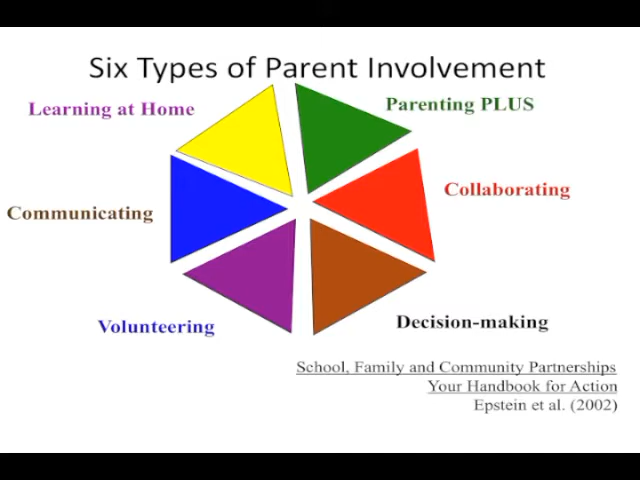 Six Types of Parent Involvement
Learning at Home
Parenting PLUS
Communicating
Collaborating
Volunteering
Decision-making
School, Family and Community Partnerships
Your Handbook for Action
Epstein et al. (2002)